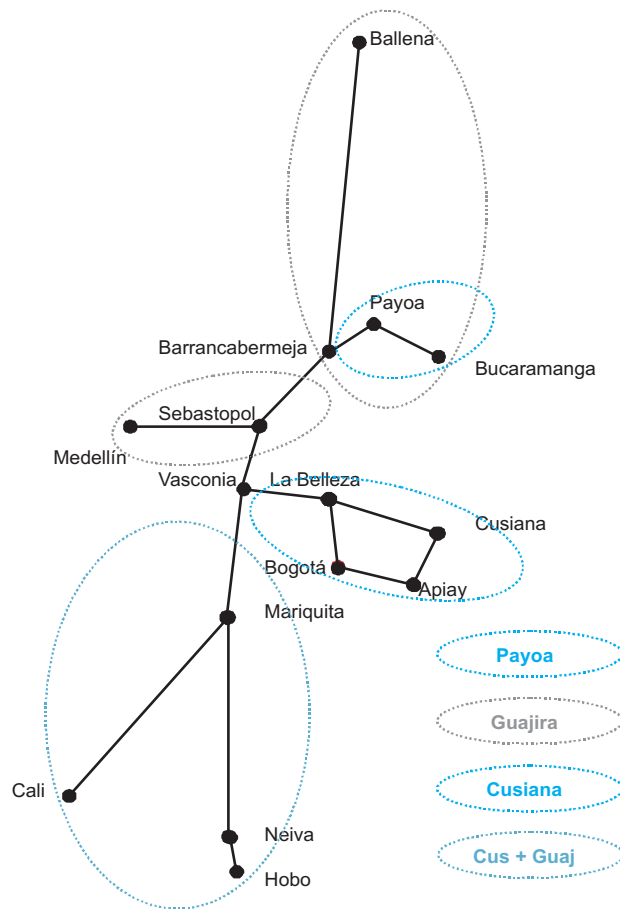 Ballena
Payoa
Barrancabermeja
Bucaramanga
Sebastopol
Medellín
Vasconia
La Belleza
Cusiana
Bogotá
Apiay
Mariquita
Payoa
Guajira
Cusiana
Cali
Neiva
Cus + Guaj
Hobo